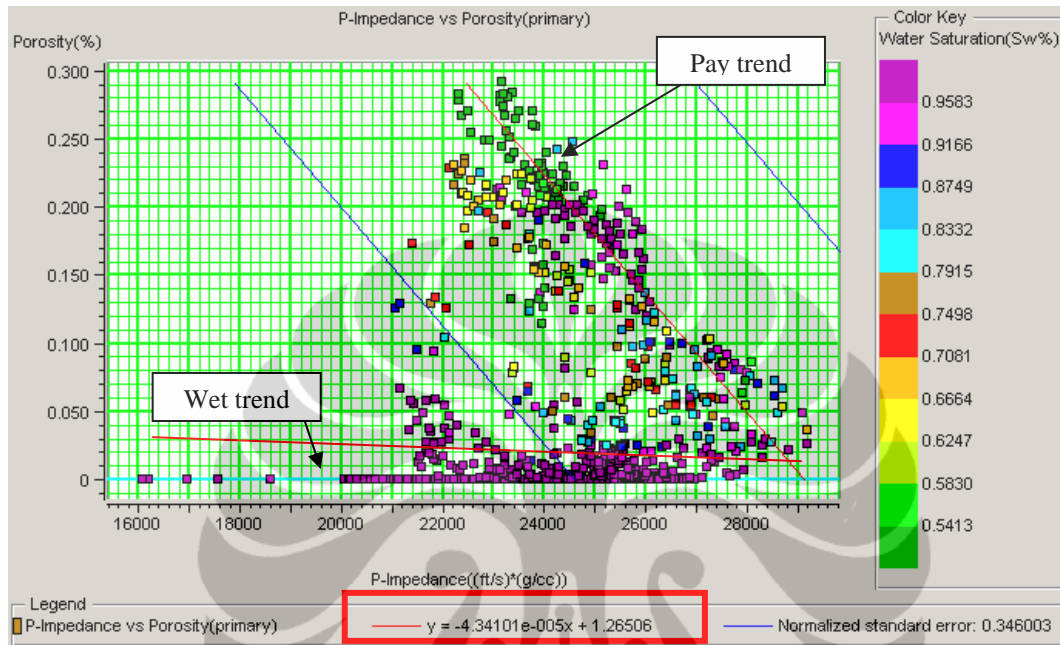 P-Impedance vs Porosity(primary)
Color Key
Porosity(%)
Water Saturation(Sw%)
0.300
0.250
0.200
0.150
0.100
0.050
0
Pay trend
Wet trend
0.9583
0.9166
0.8749
0.8332
0.7915
0.7498
0.7081
0.6664
0.6247
0.5830
0.5413
16000 18000 20000 22000 24000 26000 28000
P-Impedance((ft/s)*(g/cc))
Legend
P-Impedance vs Porosity(primary) y = -4.34101e-005x + 1.26506 Normalized standard error: 0.346003